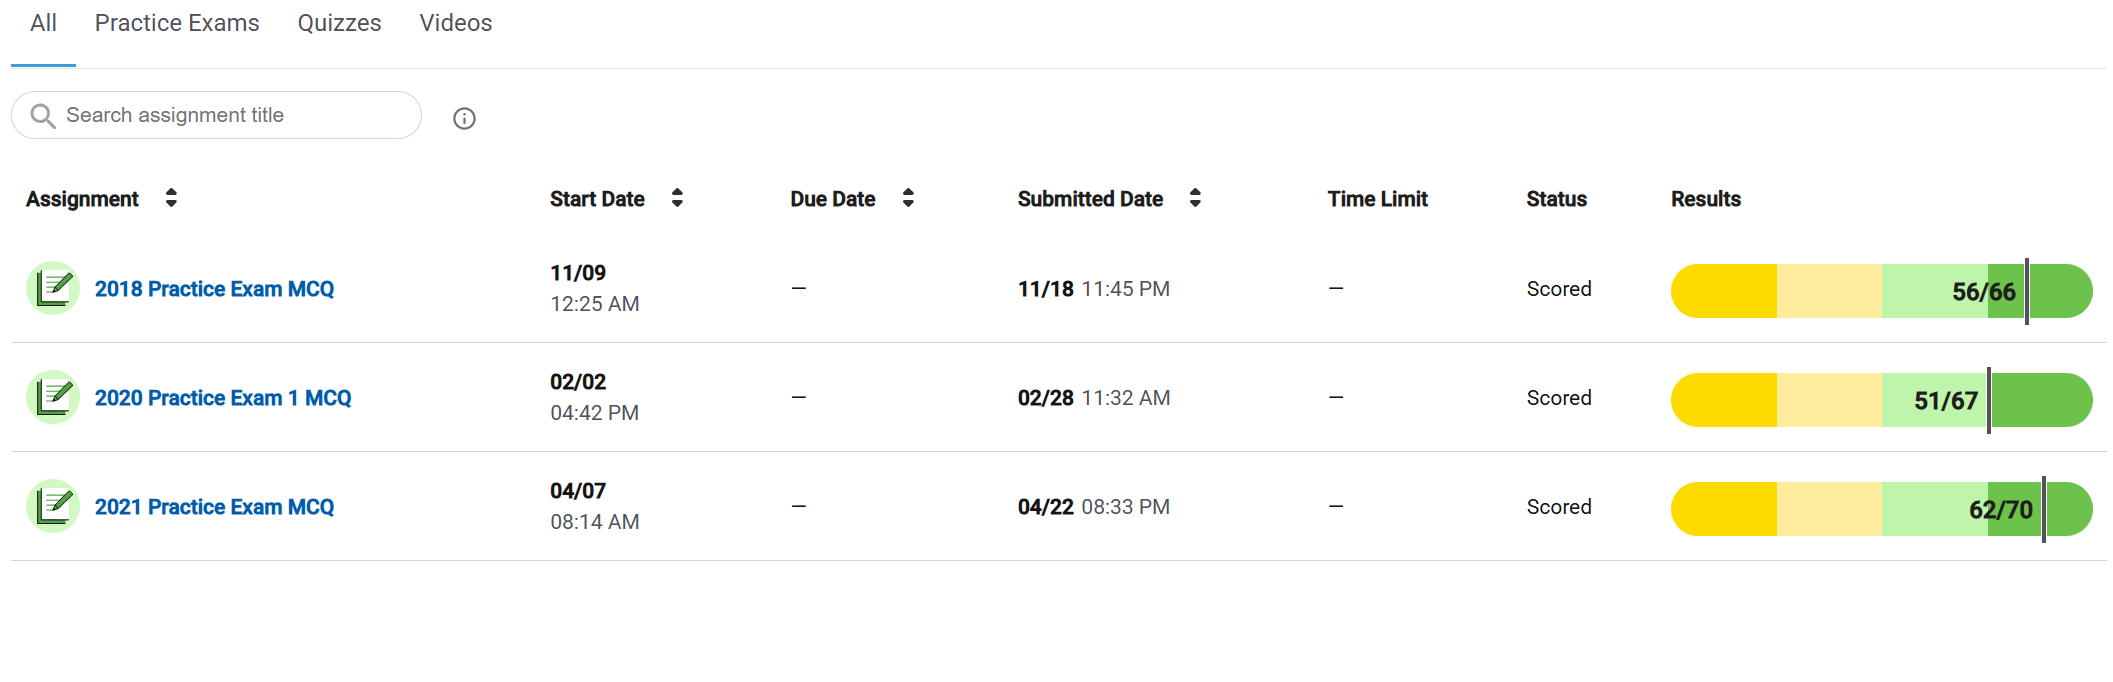 All Practice Exams Quizzes Videos
Search assignment title
Assignment Start Date Due Date Submitted Date Time Limit Status Results
2018 Practice Exam MCQ 11/09 12:25 AM — 11/18 11:45 PM — Scored 56/66
2020 Practice Exam 1 MCQ 02/02 04:42 PM — 02/28 11:32 AM — Scored 51/67
2021 Practice Exam MCQ 04/07 08:14 AM — 04/22 08:33 PM — Scored 62/70